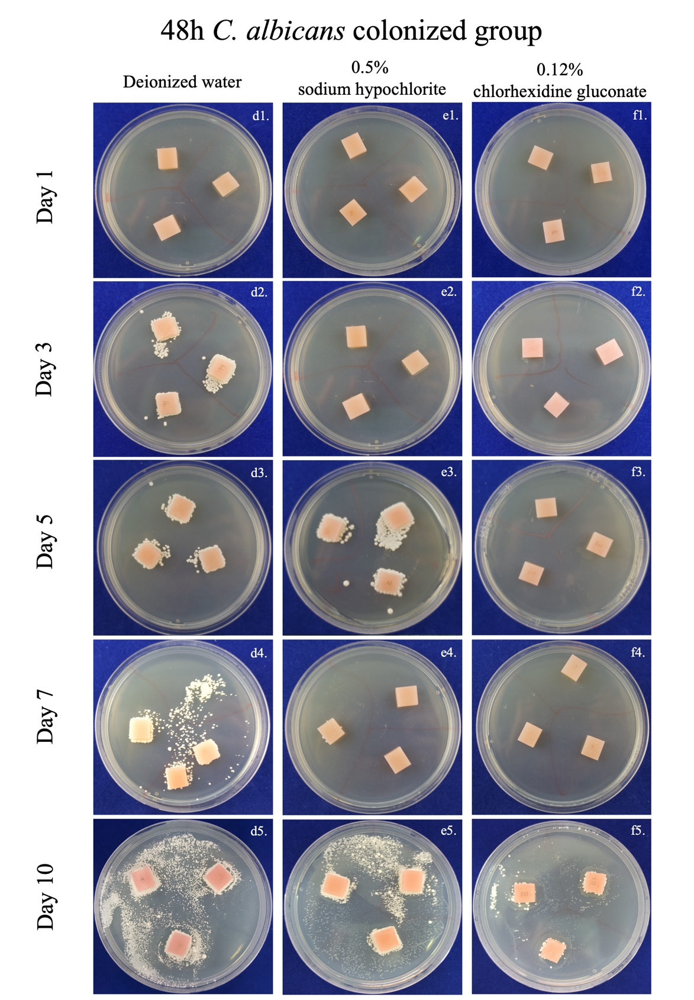 48h C. albicans colonized group
Deionized water
0.5%
sodium hypochlorite
0.12%
chlorhexidine gluconate
Day 1
d1.
e1.
f1.
Day 3
d2.
e2.
f2.
Day 5
d3.
e3.
f3.
Day 7
d4.
e4.
f4.
Day 10
d5.
e5.
f5.